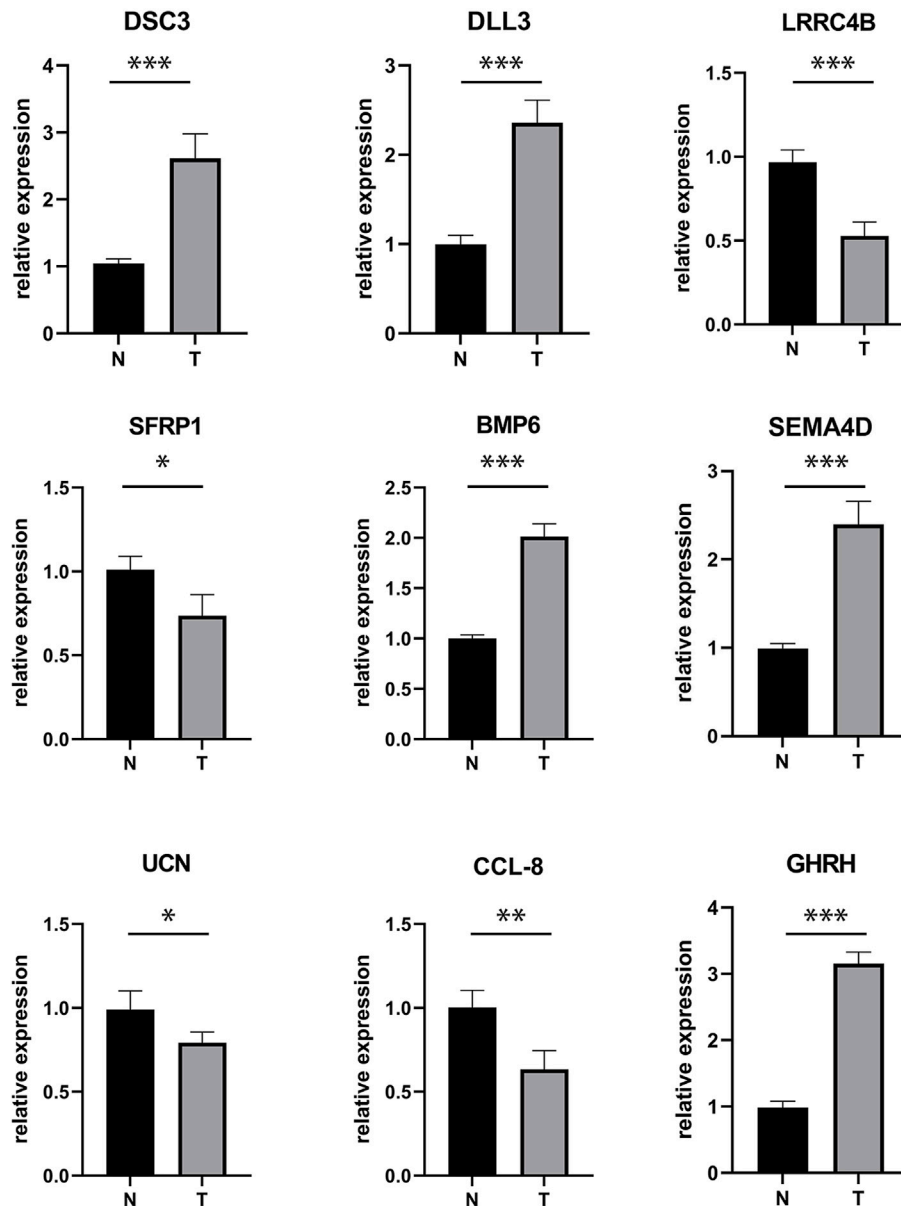 DSC3
***
relative expression
4
3
2
1
0
N T
DLL3
***
relative expression
3
2
1
0
N T
LRRC4B
***
relative expression
1.5
1.0
0.5
0.0
N T
SFRP1
*
relative expression
1.5
1.0
0.5
0.0
N T
BMP6
***
relative expression
2.5
2.0
1.5
1.0
0.5
0.0
N T
SEMA4D
***
relative expression
3
2
1
0
N T
UCN
*
relative expression
1.5
1.0
0.5
0.0
N T
CCL-8
**
relative expression
1.5
1.0
0.5
0.0
N T
GHRH
***
relative expression
4
3
2
1
0
N T